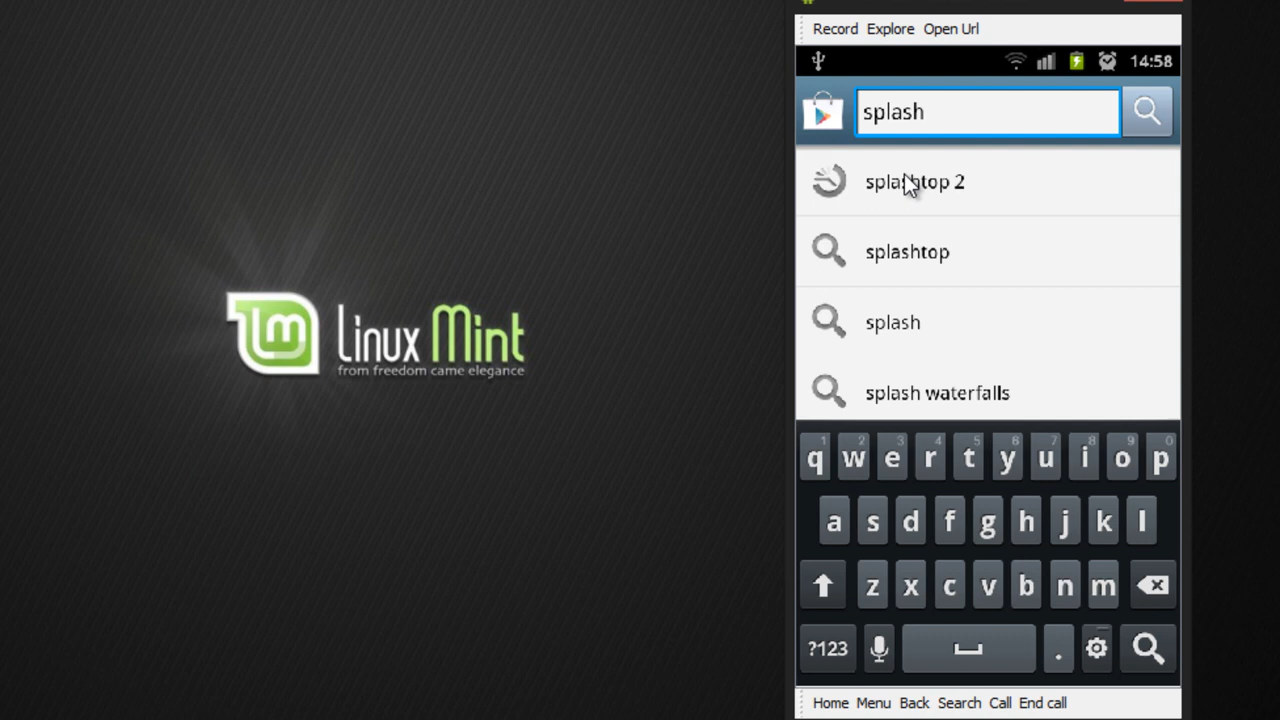 Record Explore Open Url
14:58
splash
splashtop 2
splashtop
splash
splash waterfalls
Linux Mint
from freedom came elegance
1 2 3 4 5 6 7 8 9 0
q w e r t y u i o p
a s d f g h j k l
z x c v b n m
?123 .
Home Menu Back Search Call End call